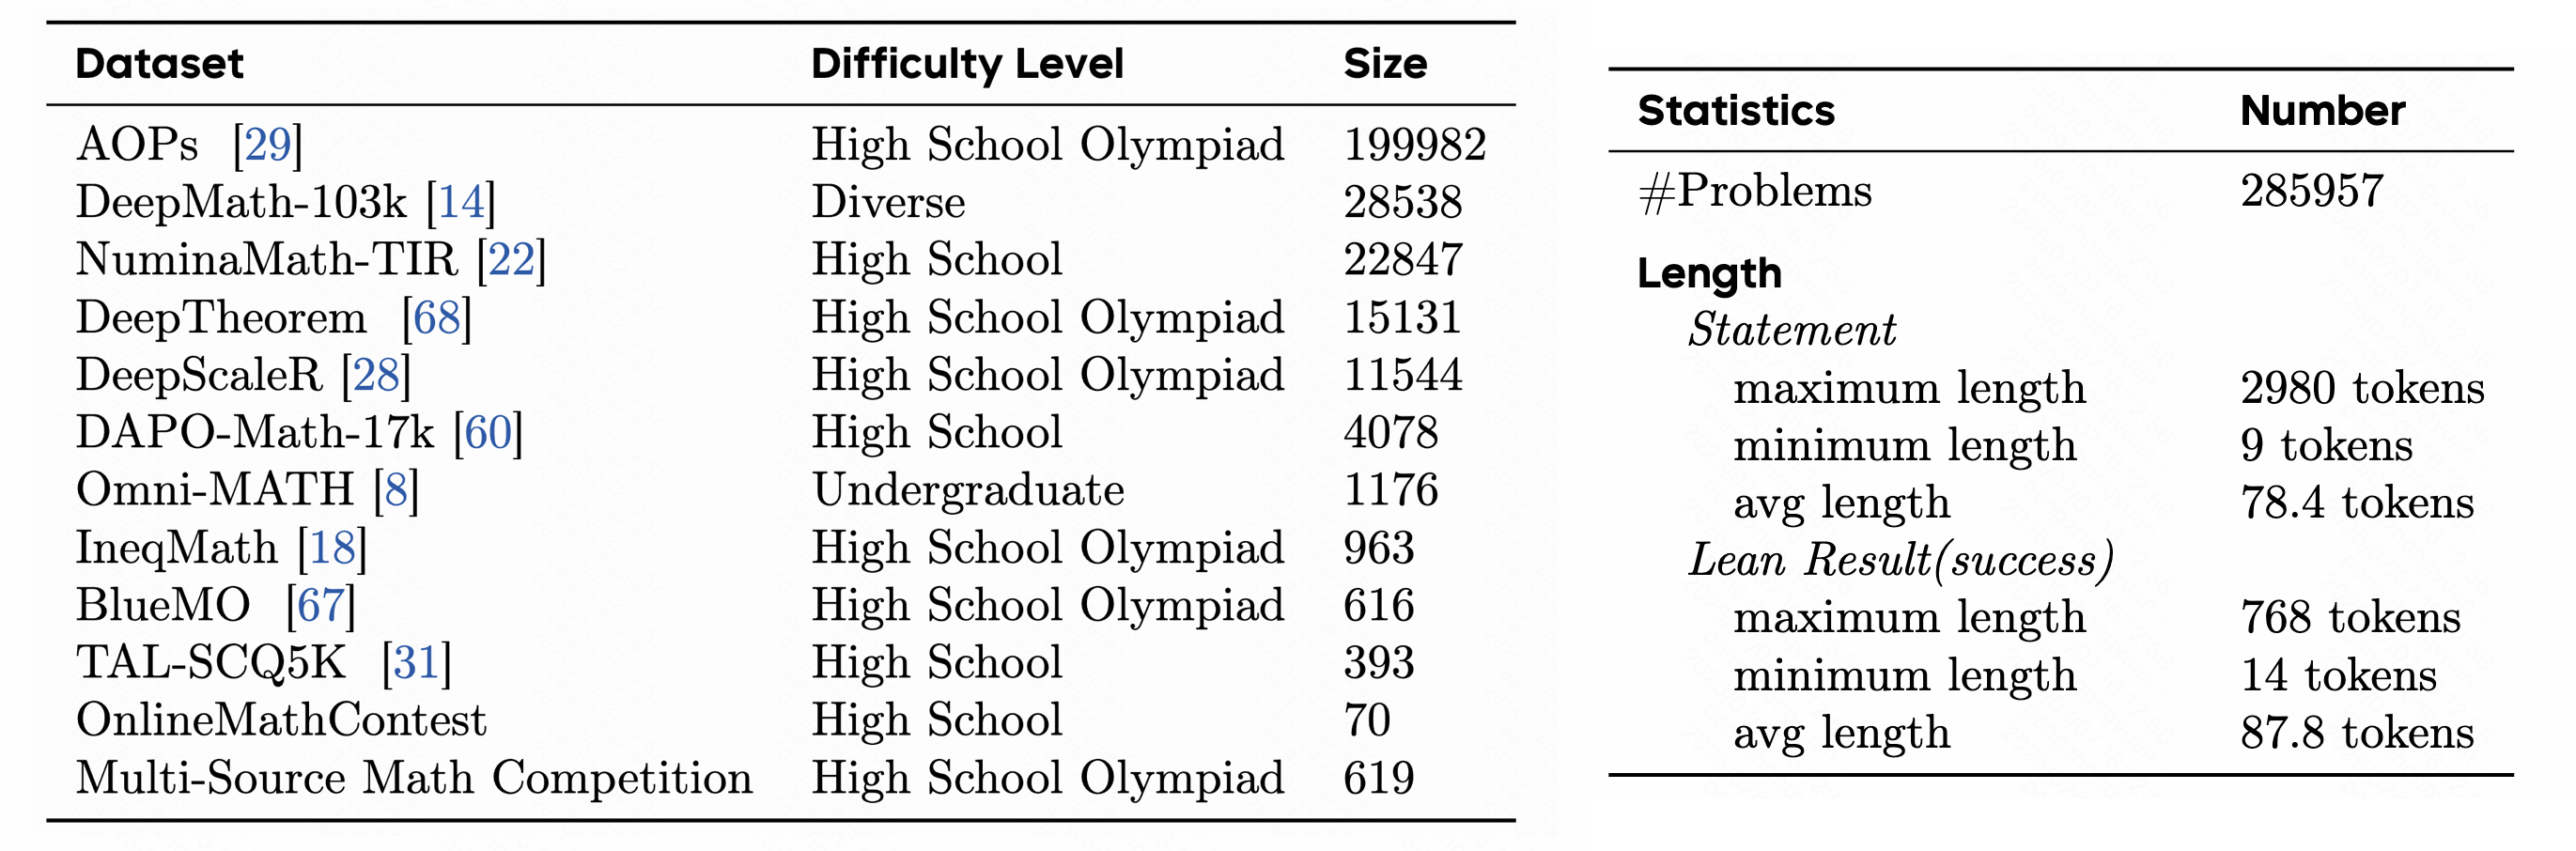 Dataset Difficulty Level Size
AOPs [29] High School Olympiad 199982
DeepMath-103k [14] Diverse 28538
NuminaMath-TIR [22] High School 22847
DeepTheorem [68] High School Olympiad 15131
DeepScaleR [28] High School Olympiad 11544
DAPO-Math-17k [60] High School 4078
Omni-MATH [8] Undergraduate 1176
IneqMath [18] High School Olympiad 963
BlueMO [67] High School Olympiad 616
TAL-SCQ5K [31] High School 393
OnlineMathContest High School 70
Multi-Source Math Competition High School Olympiad 619
Statistics Number
#Problems 285957
Length
Statement
maximum length 2980 tokens
minimum length 9 tokens
avg length 78.4 tokens
Lean Result(success)
maximum length 768 tokens
minimum length 14 tokens
avg length 87.8 tokens